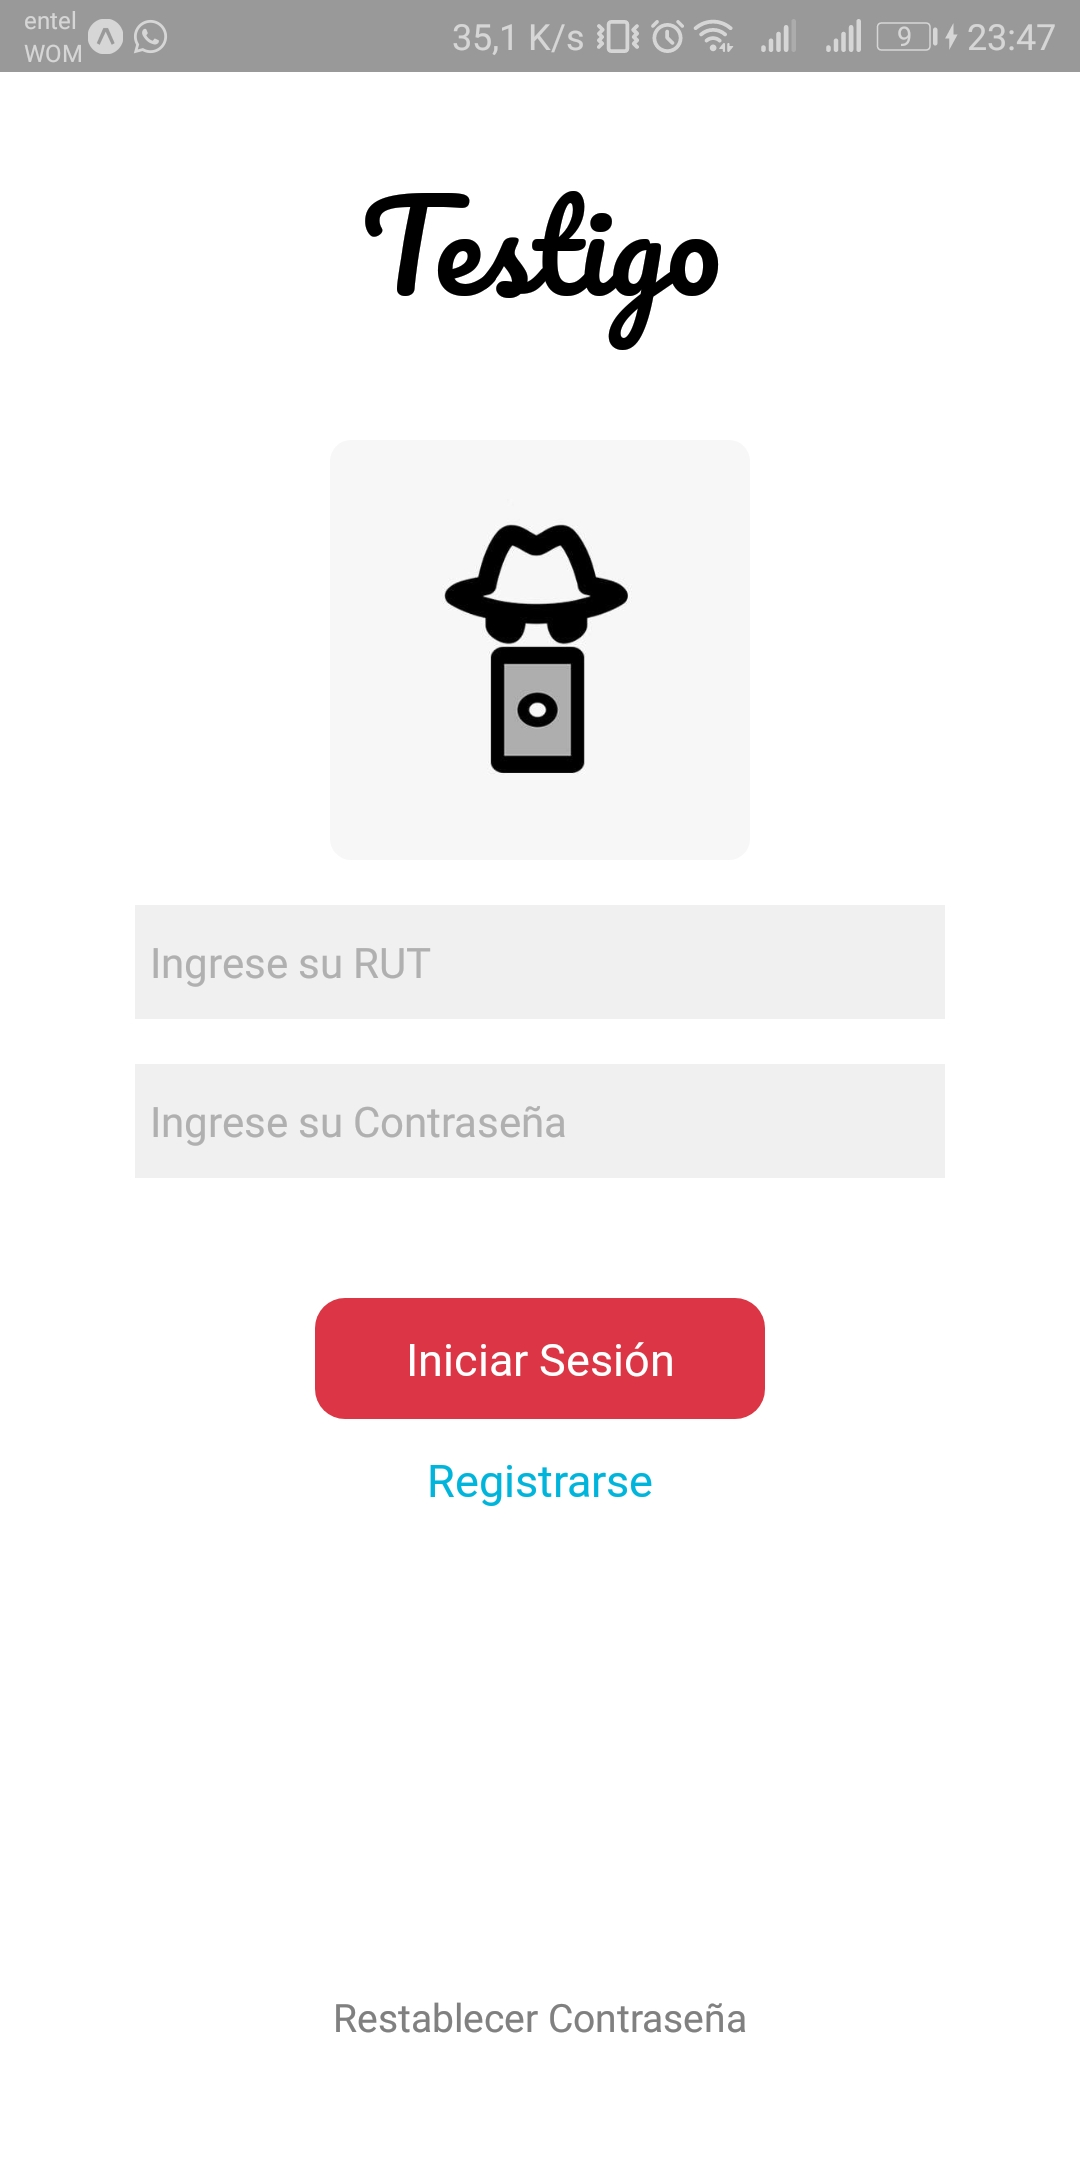 entel
WOM
35,1 K/s 9 23:47
Testigo
Ingrese su RUT
Ingrese su Contraseña
Iniciar Sesión
Registrarse
Restablecer Contraseña